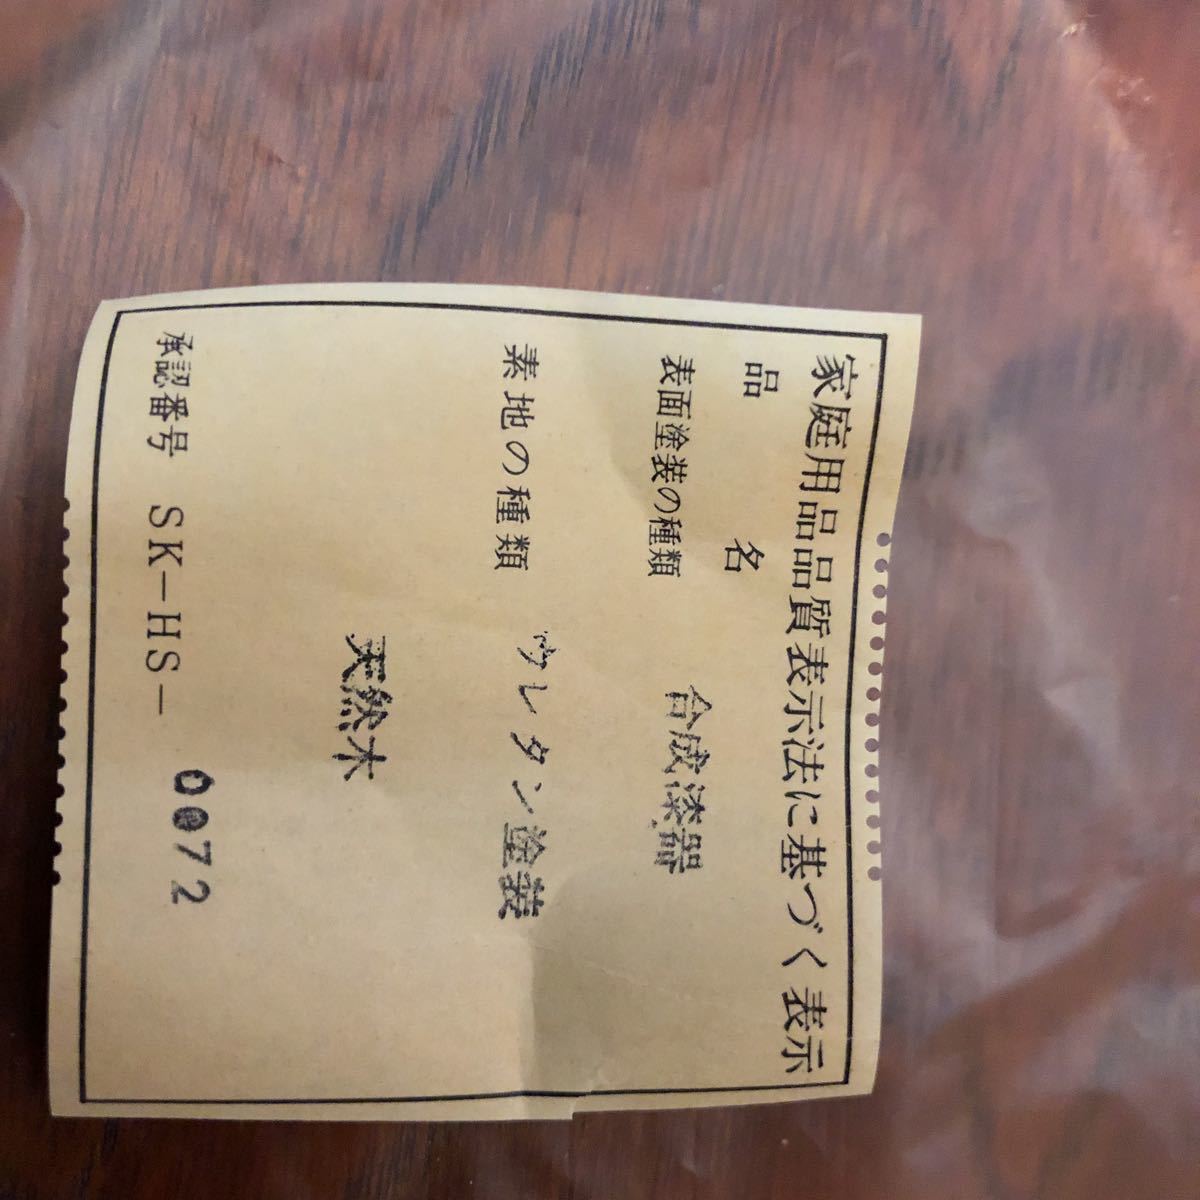 家庭用品品質表示法に基づく表示
品名 合成漆器
表面塗装の種類 ウレタン塗装
素地の種類 天然木
承認番号 SK-HS- 0072